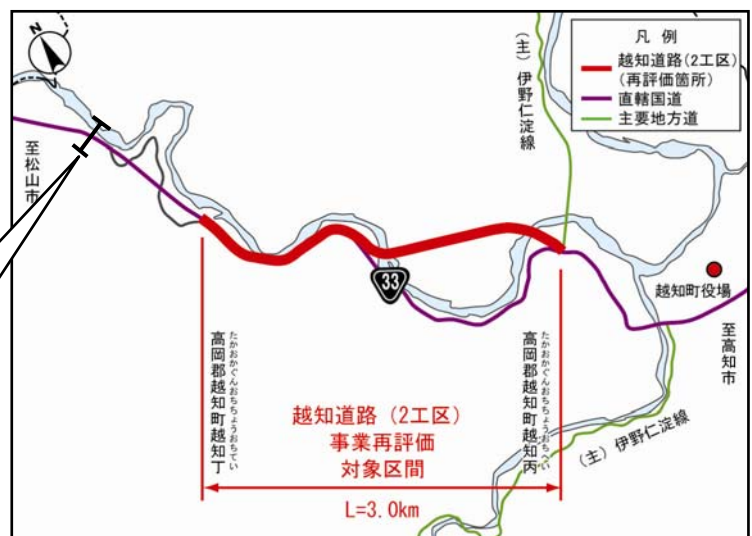 凡 例
越知道路(2工区)
(再評価箇所)
直轄国道
主要地方道
N
(主)伊野仁淀線
至松山市
33
越知町役場
至高知市
高岡郡越知町越知丁
たかおかぐんおちちょうおちてい
高岡郡越知町越知丙
たかおかぐんおちちょうおちへい
越知道路（2工区）
事業再評価
対象区間
L=3.0km
(主)伊野仁淀線